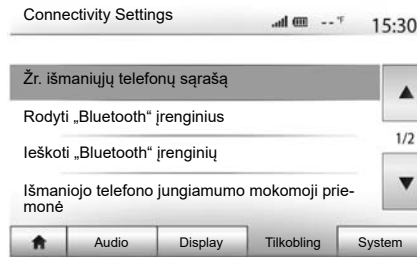 Connectivity Settings
-- °F
15:30
Žr. išmaniųjų telefonų sąrašą
Rodyti „Bluetooth“ įrenginius
1/2
Ieškoti „Bluetooth“ įrenginių
Išmaniojo telefono jungiamumo mokomoji prie-
monė
Audio
Display
Tilkobling
System